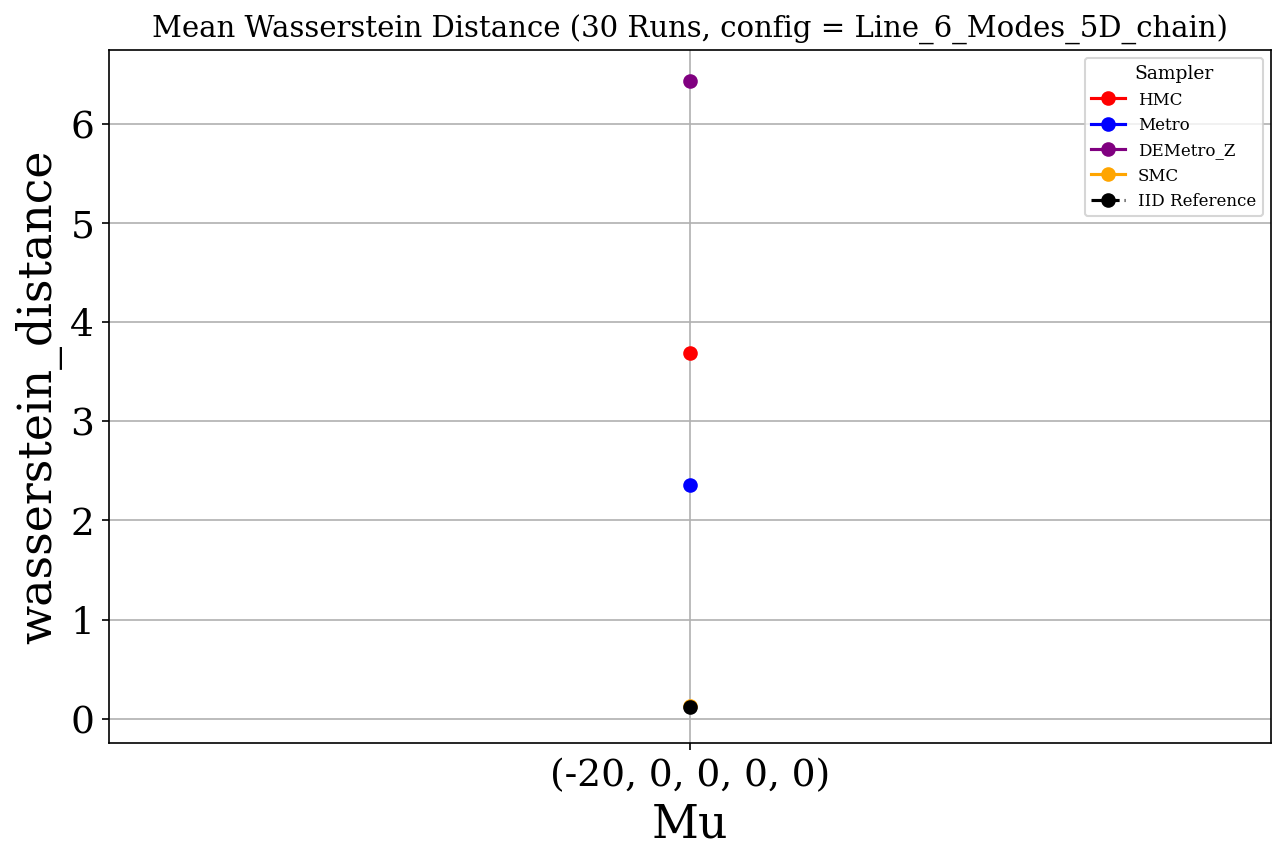 Mean Wasserstein Distance (30 Runs, config = Line_6_Modes_5D_chain)
Sampler
HMC
Metro
DEMetro_Z
SMC
IID Reference
wasserstein_distance
6
5
4
3
2
1
0
(-20, 0, 0, 0, 0)
Mu